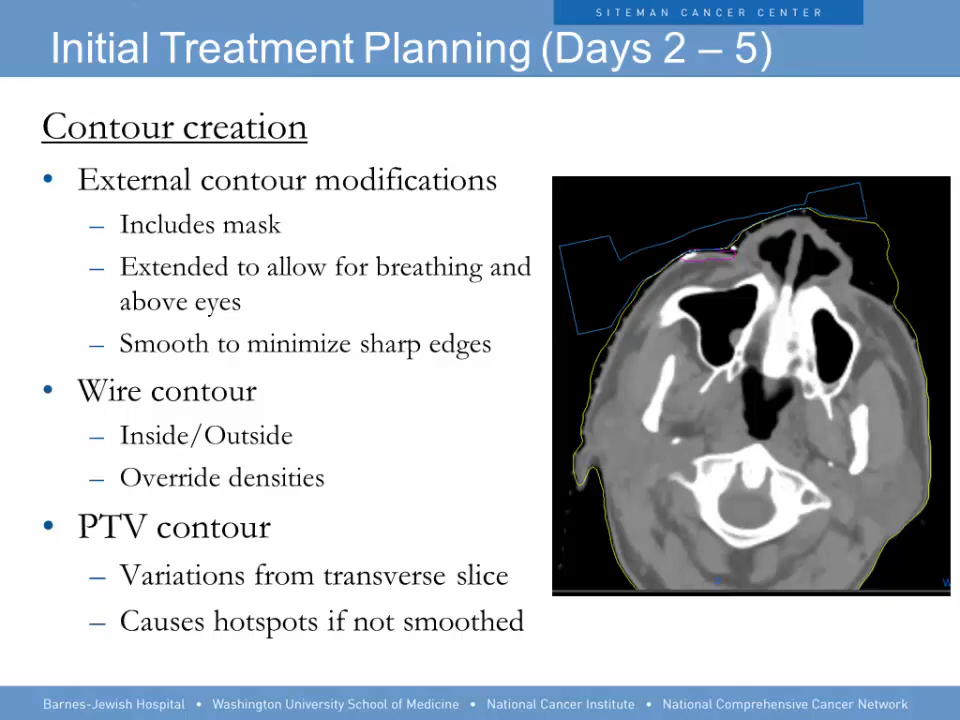 SITEMAN CANCER CENTER
Initial Treatment Planning (Days 2 – 5)
Contour creation
• External contour modifications
– Includes mask
– Extended to allow for breathing and
above eyes
– Smooth to minimize sharp edges
• Wire contour
– Inside/Outside
– Override densities
• PTV contour
– Variations from transverse slice
– Causes hotspots if not smoothed
Barnes-Jewish Hospital • Washington University School of Medicine • National Cancer Institute • National Comprehensive Cancer Network